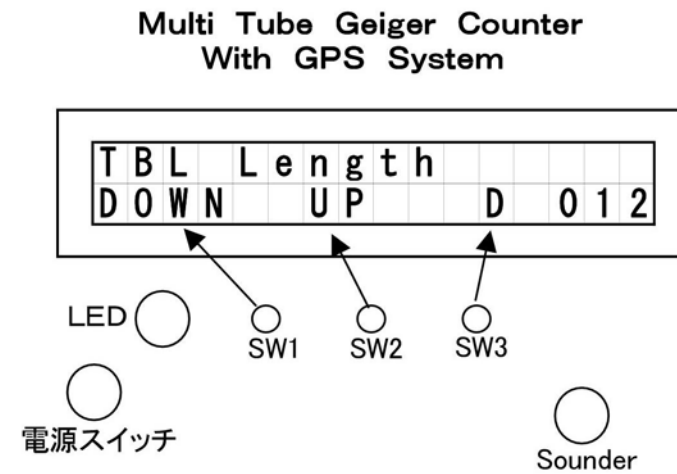 Multi Tube Geiger Counter
With GPS System
TBL Length
DOWN UP D 012
LED
SW1 SW2 SW3
電源スイッチ
Sounder